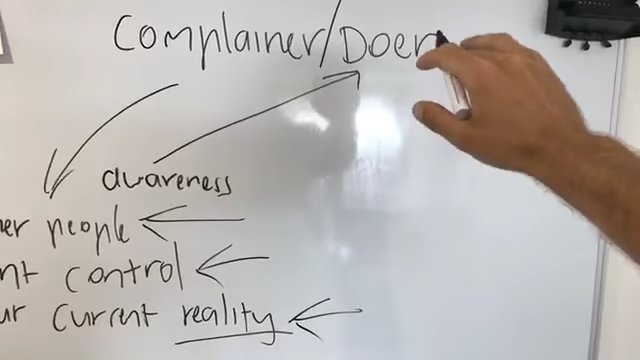 Complainer/Doer
awareness
er people
nt control
ur current reality